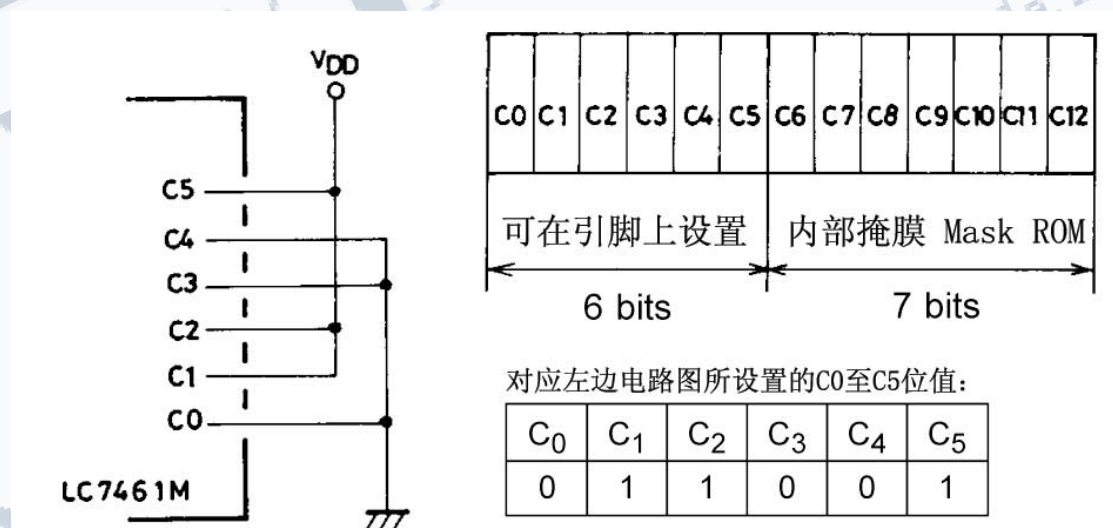 VDD
C5
C4
C3
C2
C1
C0
LC7461M
C0 C1 C2 C3 C4 C5 C6 C7 C8 C9 C10 C11 C12
可在引脚上设置 内部掩膜 Mask ROM
6 bits 7 bits
对应左边电路图所设置的C0至C5位值:
C0 C1 C2 C3 C4 C5
0 1 1 0 0 1